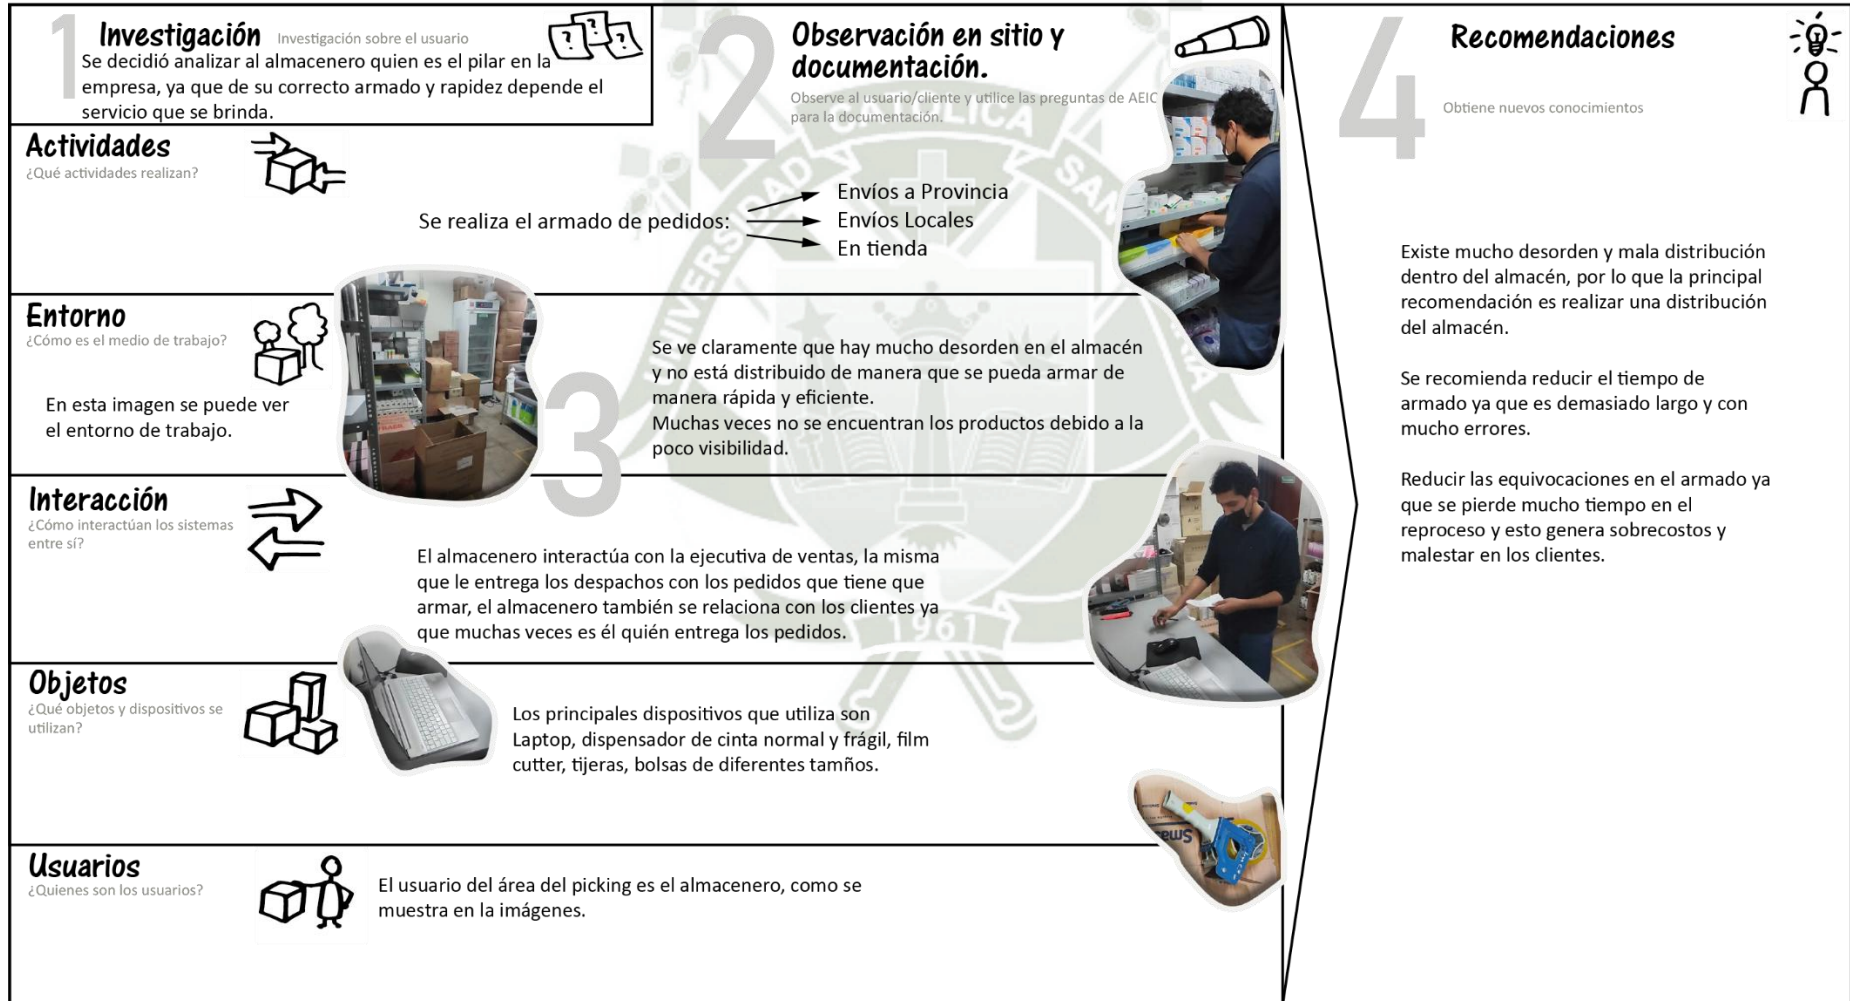 1
Investigación
Investigación sobre el usuario
? ? ?
Se decidió analizar al almacenero quien es el pilar en la
empresa, ya que de su correcto armado y rapidez depende el
servicio que se brinda.
2
Observación en sitio y
documentación.
Observe al usuario/cliente y utilice las preguntas de AEIC
para la documentación.
Actividades
¿Qué actividades realizan?
Se realiza el armado de pedidos:
Envíos a Provincia
Envíos Locales
En tienda
3
Entorno
¿Cómo es el medio de trabajo?
En esta imagen se puede ver
el entorno de trabajo.
Se ve claramente que hay mucho desorden en el almacén
y no está distribuido de manera que se pueda armar de
manera rápida y eficiente.
Muchas veces no se encuentran los productos debido a la
poco visibilidad.
Interacción
¿Cómo interactúan los sistemas
entre sí?
El almacenero interactúa con la ejecutiva de ventas, la misma
que le entrega los despachos con los pedidos que tiene que
armar, el almacenero también se relaciona con los clientes ya
que muchas veces es él quién entrega los pedidos.
Objetos
¿Qué objetos y dispositivos se
utilizan?
Los principales dispositivos que utiliza son
Laptop, dispensador de cinta normal y frágil, film
cutter, tijeras, bolsas de diferentes tamños.
Usuarios
¿Quienes son los usuarios?
El usuario del área del picking es el almacenero, como se
muestra en la imágenes.
4
Recomendaciones
Obtiene nuevos conocimientos
Existe mucho desorden y mala distribución
dentro del almacén, por lo que la principal
recomendación es realizar una distribución
del almacén.
Se recomienda reducir el tiempo de
armado ya que es demasiado largo y con
mucho errores.
Reducir las equivocaciones en el armado ya
que se pierde mucho tiempo en el
reproceso y esto genera sobrecostos y
malestar en los clientes.
UNIVERSIDAD CATOLICA SANTA
1961